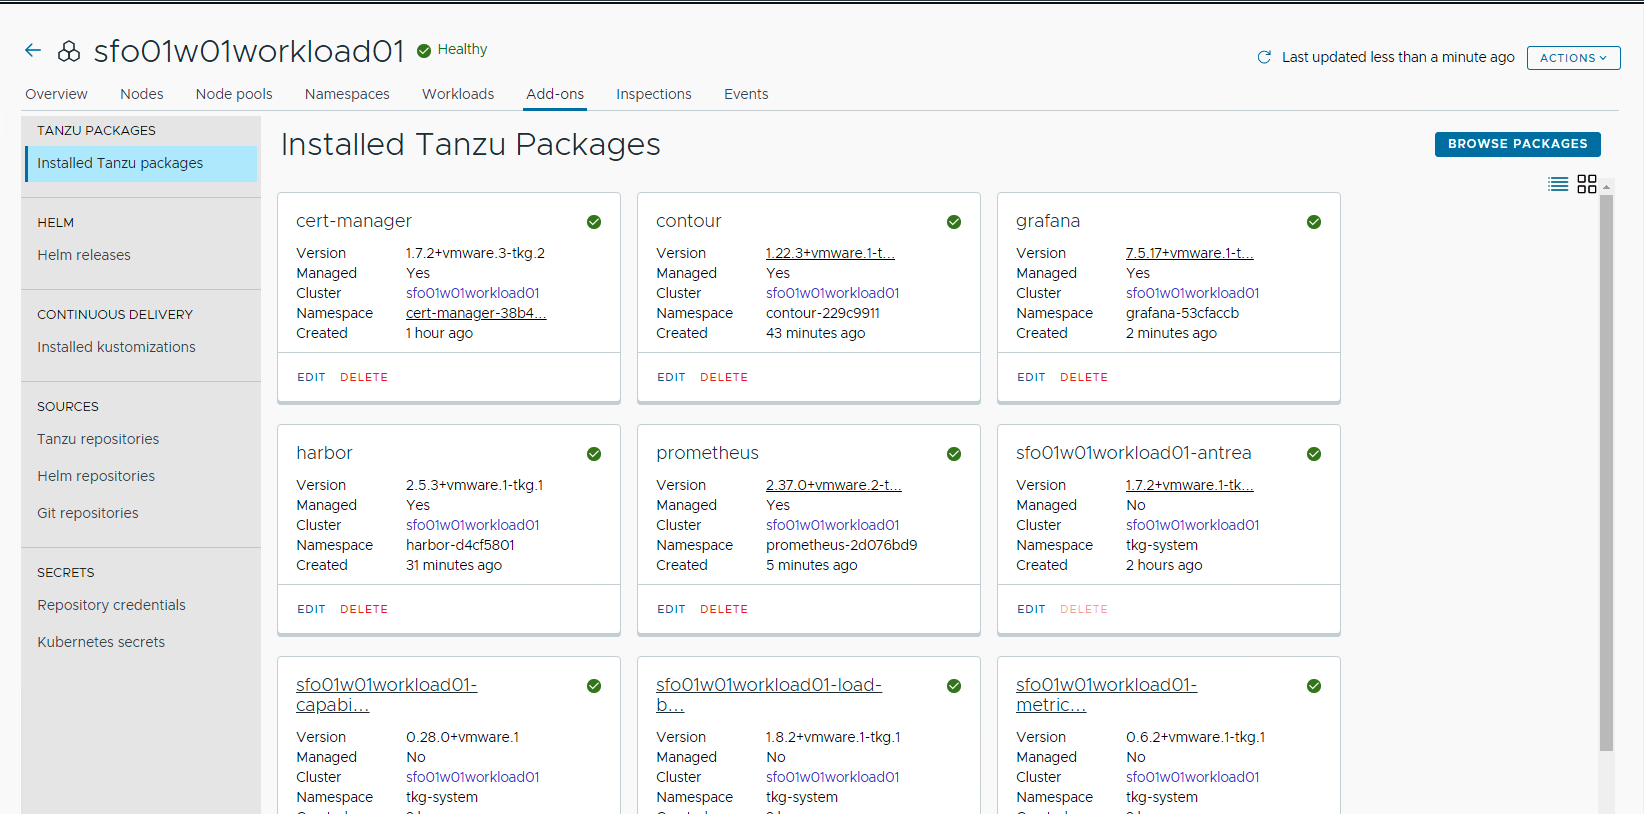 sfo01w01workload01 Healthy
Last updated less than a minute ago ACTIONS
Overview Nodes Node pools Namespaces Workloads Add-ons Inspections Events
TANZU PACKAGES
Installed Tanzu packages
HELM
Helm releases
CONTINUOUS DELIVERY
Installed kustomizations
SOURCES
Tanzu repositories
Helm repositories
Git repositories
SECRETS
Repository credentials
Kubernetes secrets
Installed Tanzu Packages
BROWSE PACKAGES
cert-manager
Version 1.7.2+vmware.3-tkg.2
Managed Yes
Cluster sfo01w01workload01
Namespace cert-manager-38b4...
Created 1 hour ago
EDIT DELETE
contour
Version 1.22.3+vmware.1-t...
Managed Yes
Cluster sfo01w01workload01
Namespace contour-229c9911
Created 43 minutes ago
EDIT DELETE
grafana
Version 7.5.17+vmware.1-t...
Managed Yes
Cluster sfo01w01workload01
Namespace grafana-53cfaccb
Created 2 minutes ago
EDIT DELETE
harbor
Version 2.5.3+vmware.1-tkg.1
Managed Yes
Cluster sfo01w01workload01
Namespace harbor-d4cf5801
Created 31 minutes ago
EDIT DELETE
prometheus
Version 2.37.0+vmware.2-t...
Managed Yes
Cluster sfo01w01workload01
Namespace prometheus-2d076bd9
Created 5 minutes ago
EDIT DELETE
sfo01w01workload01-antrea
Version 1.7.2+vmware.1-tk...
Managed No
Cluster sfo01w01workload01
Namespace tkg-system
Created 2 hours ago
EDIT DELETE
sfo01w01workload01-
capabi...
Version 0.28.0+vmware.1
Managed No
Cluster sfo01w01workload01
Namespace tkg-system
sfo01w01workload01-load-
b...
Version 1.8.2+vmware.1-tkg.1
Managed No
Cluster sfo01w01workload01
Namespace tkg-system
sfo01w01workload01-
metric...
Version 0.6.2+vmware.1-tkg.1
Managed No
Cluster sfo01w01workload01
Namespace tkg-system